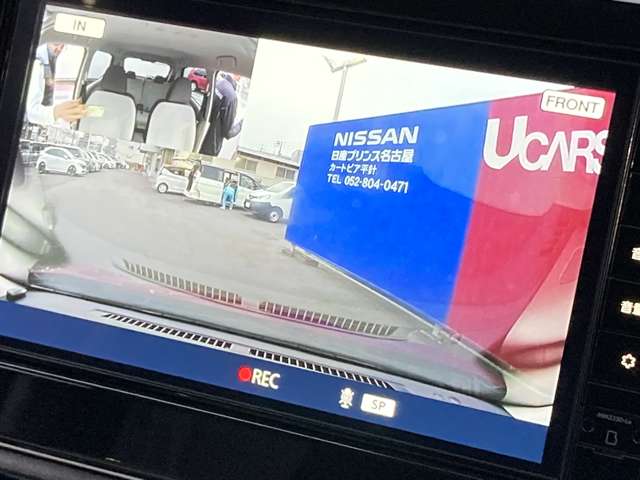 IN
FRONT
NISSAN
日産プリンス名古屋
カートピア平針
TEL 052-804-0471
UCARS
REC
SP